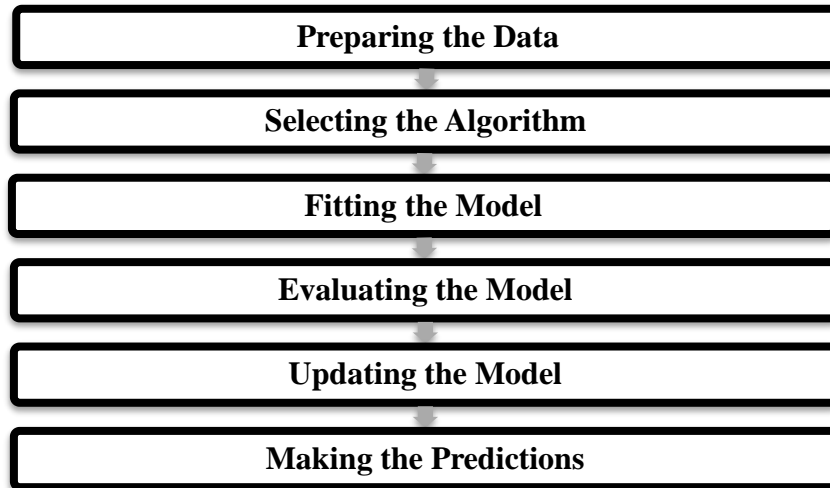 Preparing the Data
Selecting the Algorithm
Fitting the Model
Evaluating the Model
Updating the Model
Making the Predictions